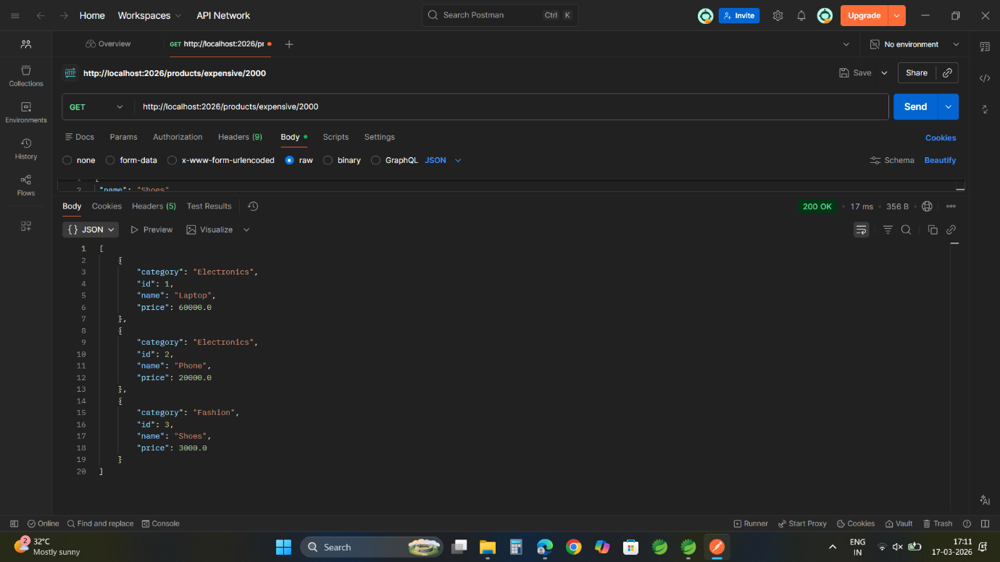 Home Workspaces API Network Search Postman Ctrl K Invite Upgrade
Overview GET http://localhost:2026/pr No environment
HTTP http://localhost:2026/products/expensive/2000 Save Share
Collections
GET http://localhost:2026/products/expensive/2000 Send
Environments
Docs Params Authorization Headers (9) Body Scripts Settings Cookies
History
none form-data x-www-form-urlencoded raw binary GraphQL JSON Schema Beautify
Flows
2 "name": "Shoes"
Body Cookies Headers (5) Test Results 200 OK 17 ms 356 B
{} JSON Preview Visualize
1 [
2 {
3 "category": "Electronics",
4 "id": 1,
5 "name": "Laptop",
6 "price": 60000.0
7 },
8 {
9 "category": "Electronics",
10 "id": 2,
11 "name": "Phone",
12 "price": 20000.0
13 },
14 {
15 "category": "Fashion",
16 "id": 3,
17 "name": "Shoes",
18 "price": 3000.0
19 }
20 ]
AI
Online Find and replace Console Runner Start Proxy Cookies Vault Trash
2 32°C
Mostly sunny
Search
ENG
IN
17:11
17-03-2026